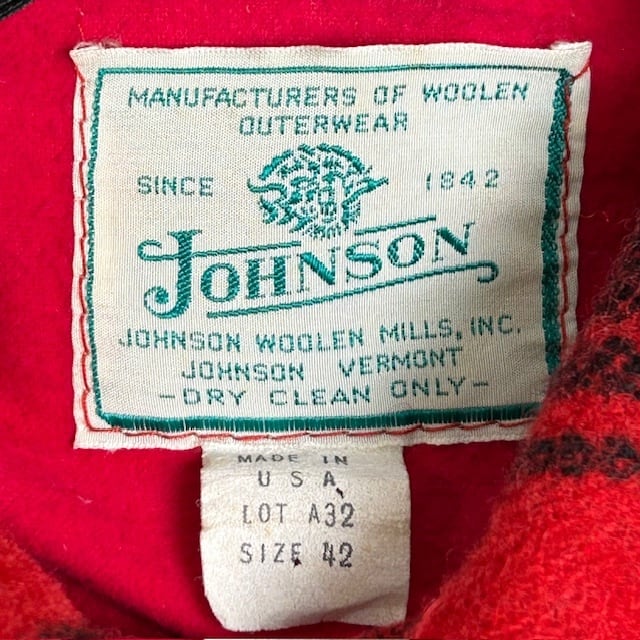 MANUFACTURERS OF WOOLEN
OUTERWEAR
SINCE 1842
JOHNSON
JOHNSON WOOLEN MILLS, INC.
JOHNSON VERMONT
-DRY CLEAN ONLY-
MADE IN
U S A
LOT A32
SIZE 42